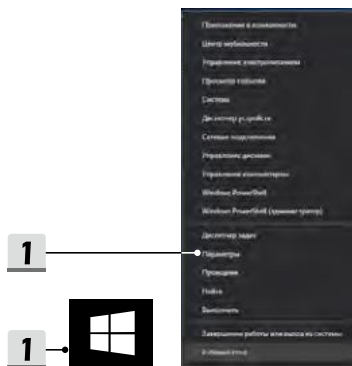 Приложения и возможности
Центр мобильности
Управление электропитанием
Просмотр событий
Система
Диспетчер устройств
Сетевые подключения
Управление дисками
Управление компьютером
Windows PowerShell
Windows PowerShell (администратор)
Диспетчер задач
1
Параметры
Проводник
Найти
Выполнить
Завершение работы или выход из системы
1
Рабочий стол